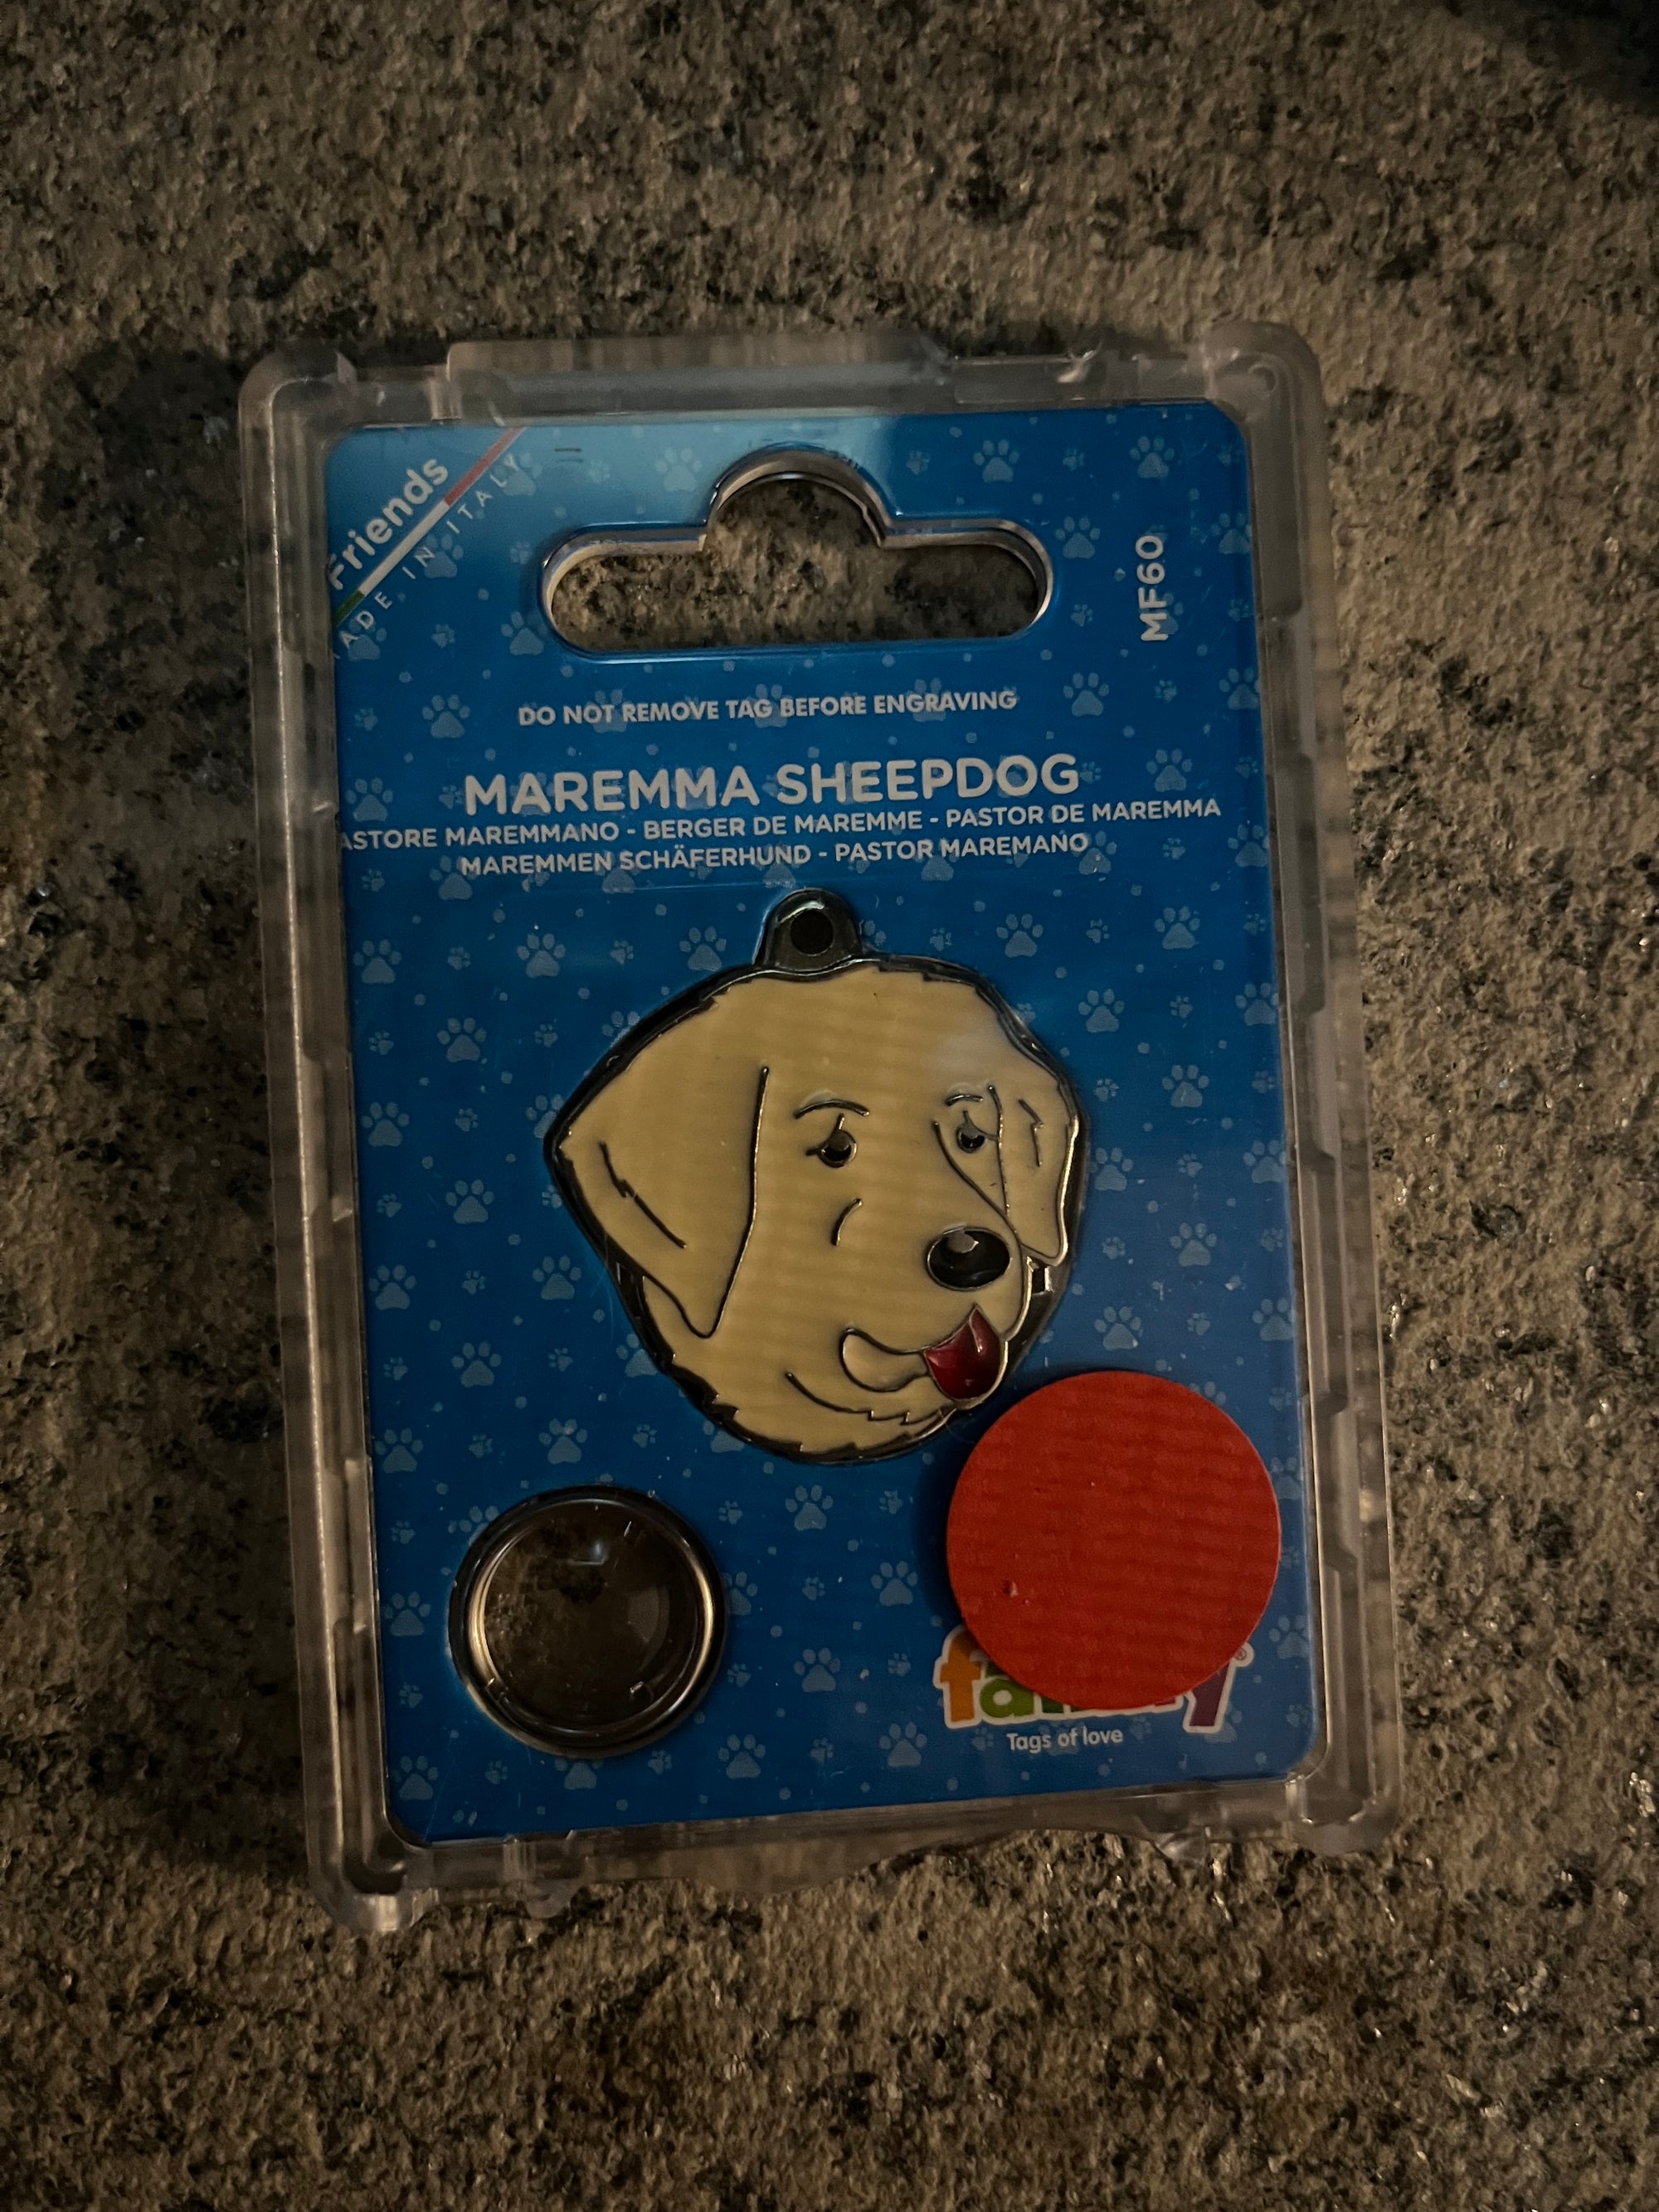 Friends
ADE IN ITALY
MF60
DO NOT REMOVE TAG BEFORE ENGRAVING
MAREMMA SHEEPDOG
ASTORE MAREMMANO - BERGER DE MAREMME - PASTOR DE MAREMMA
MAREMMEN SCHÄFERHUND - PASTOR MAREMANO
®
Tags of love